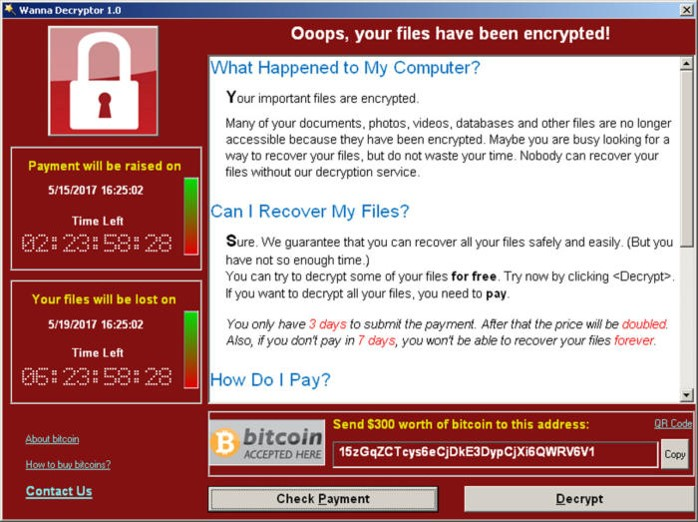 Wanna Decryptor 1.0
Ooops, your files have been encrypted!
Payment will be raised on
5/15/2017 16:25:02
Time Left
02:23:58:28
Your files will be lost on
5/19/2017 16:25:02
Time Left
06:23:58:28
About bitcoin
How to buy bitcoins?
Contact Us
What Happened to My Computer?
Your important files are encrypted.
Many of your documents, photos, videos, databases and other files are no longer
accessible because they have been encrypted. Maybe you are busy looking for a
way to recover your files, but do not waste your time. Nobody can recover your
files without our decryption service.
Can I Recover My Files?
Sure. We guarantee that you can recover all your files safely and easily. (But you
have not so enough time.)
You can try to decrypt some of your files for free. Try now by clicking <Decrypt>.
If you want to decrypt all your files, you need to pay.
You only have 3 days to submit the payment. After that the price will be doubled.
Also, if you don't pay in 7 days, you won't be able to recover your files forever.
How Do I Pay?
bitcoin
ACCEPTED HERE
Send $300 worth of bitcoin to this address:
QR Code
15zGqZCTcys6eCjDkE3DypCjXi6QWRV6V1
Copy
Check Payment
Decrypt